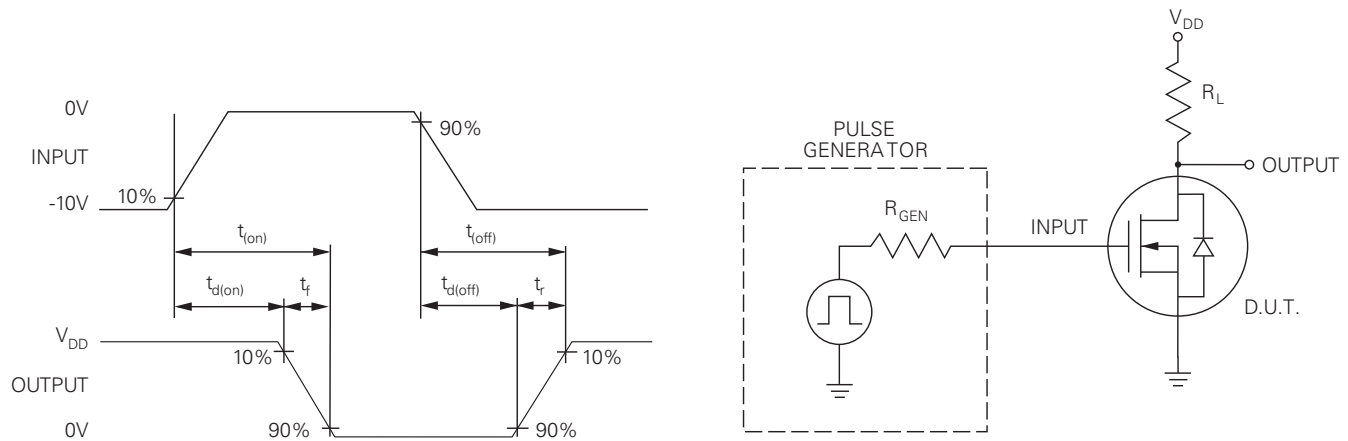 0V
INPUT
-10V
10%
90%
t(on)
t(off)
td(on)
tf
td(off)
tr
VDD
OUTPUT
0V
10%
90%
10%
90%
PULSE
GENERATOR
RGEN
INPUT
VDD
RL
OUTPUT
D.U.T.